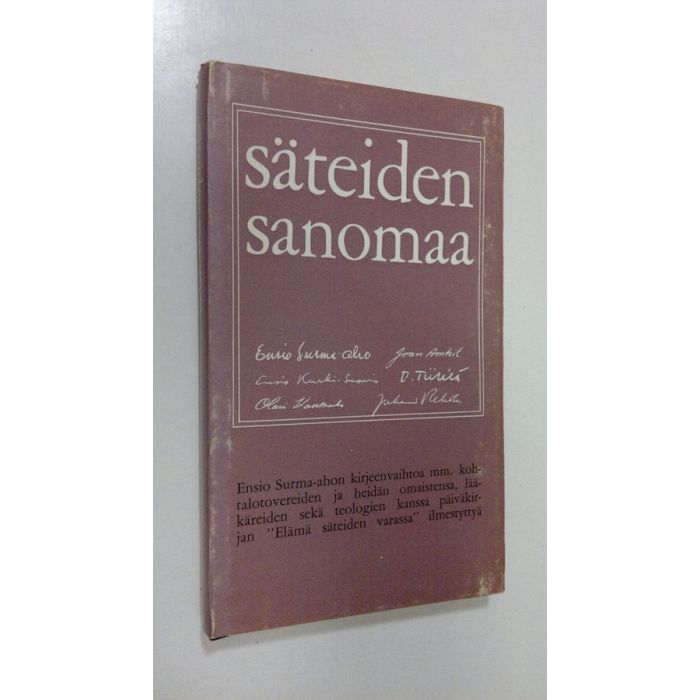 säteiden
sanomaa
Ensio Surma-aho
Ensio Kurki-Suonio
Ensio Surma-ahon kirjeenvaihtoa mm. koh-
talotovereiden ja heidän omaistensa, lää-
käreiden sekä teologien kanssa päiväkir-
jan "Elämä säteiden varassa" ilmestyttyä